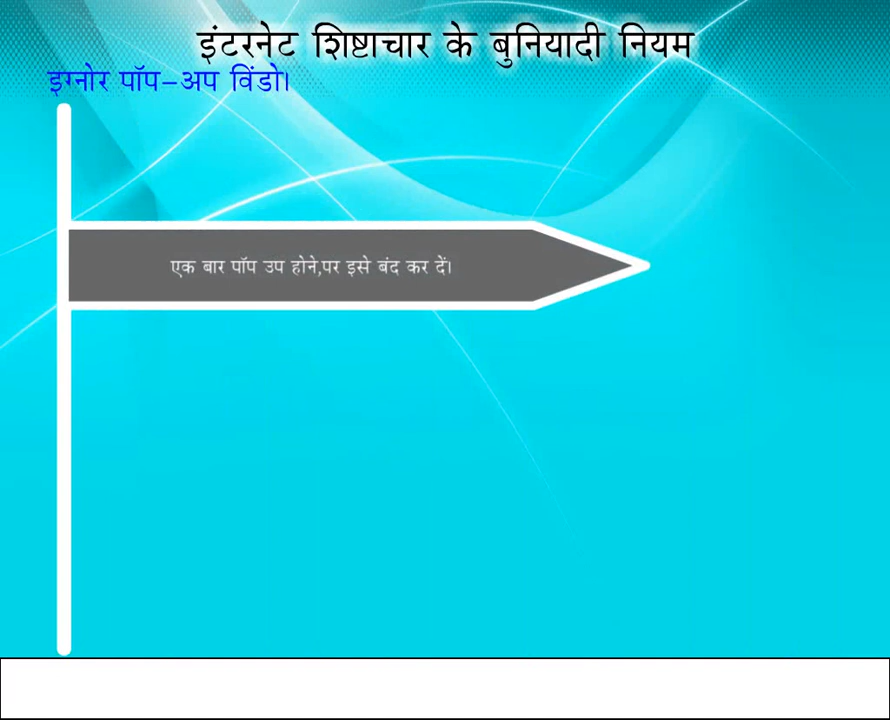 इंटरनेट शिष्टाचार के बुनियादी नियम
इग्नोर पॉप-अप विंडो।
एक बार पॉप उप होने,पर इसे बंद कर दें।